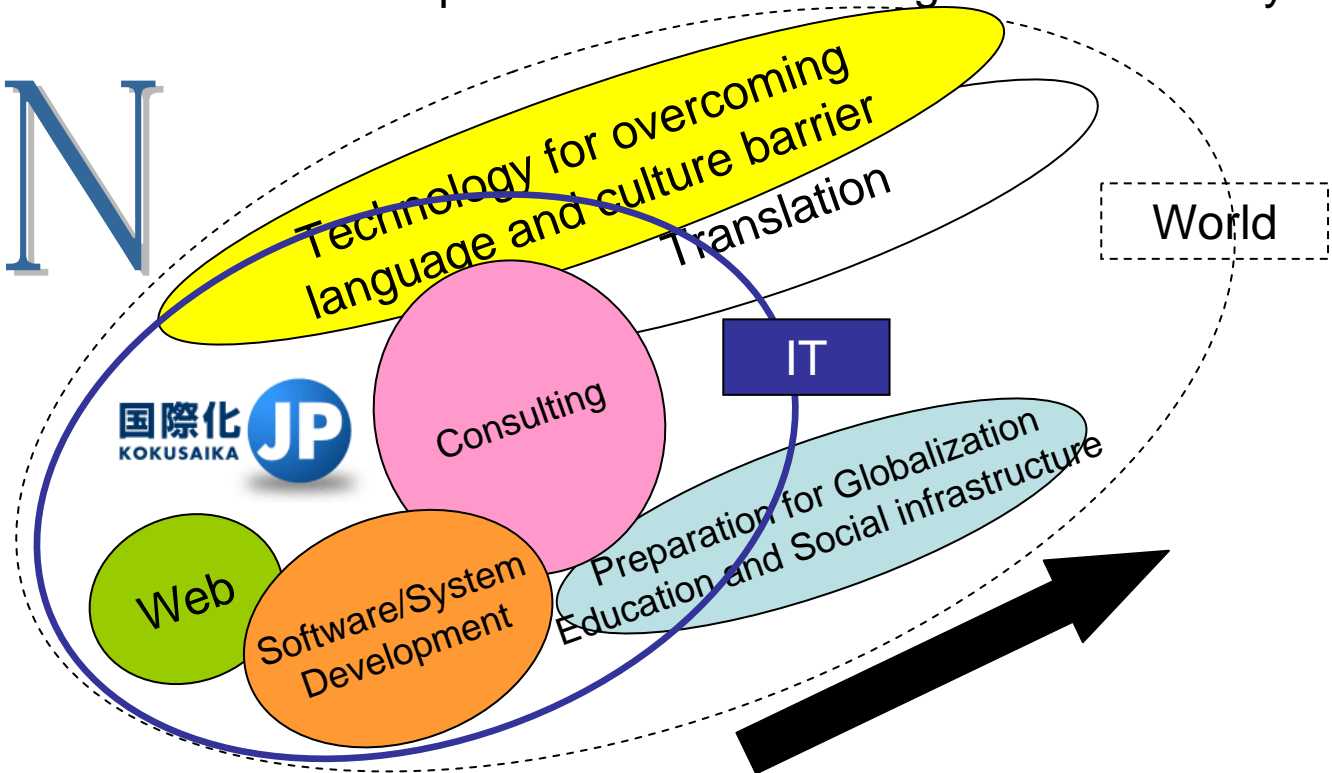 N
Technology for overcoming
language and culture barrier
Translation
World
IT
国際化
KOKUSAIKA
JP
Consulting
Preparation for Globalization
Education and Social infrastructure
Web
Software/System
Development